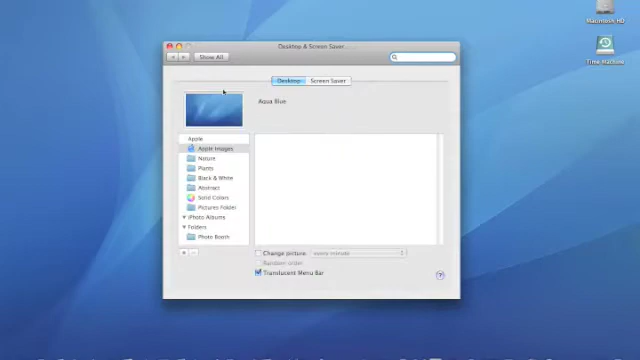 Macintosh HD
Time Machine
Desktop & Screen Saver
Show All
Desktop
Screen Saver
Aqua Blue
Apple
Apple Images
Nature
Plants
Black & White
Abstract
Solid Colors
Pictures Folder
iPhoto Albums
Folders
Photo Booth
Change picture:
every minute
Random order
Translucent Menu Bar
?